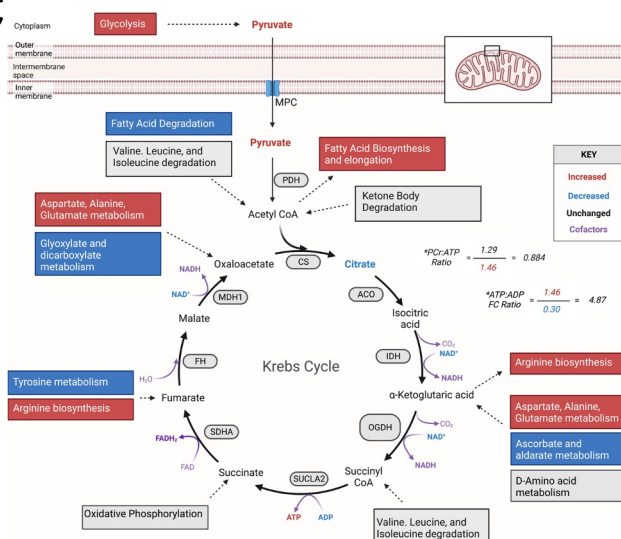 Cytoplasm
Glycolysis
Pyruvate
Outer
membrane
Intermembrane
space
Inner
membrane
MPC
Fatty Acid Degradation
Valine. Leucine, and
Isoleucine degradation
Pyruvate
Fatty Acid Biosynthesis
and elongation
PDH
Acetyl CoA
Ketone Body
Degradation
KEY
Increased
Decreased
Unchanged
Cofactors
Aspartate, Alanine,
Glutamate metabolism
Glyoxylate and
dicarboxylate
metabolism
Oxaloacetate
CS
Citrate
*PCr:ATP
Ratio
=
1.29
1.46
= 0.884
*ATP:ADP
FC Ratio
=
1.46
0.30
= 4.87
NADH
NAD⁺
MDH1
ACO
Malate
Isocitric
acid
Krebs Cycle
FH
H₂O
IDH
CO₂
NAD⁺
NADH
Tyrosine metabolism
Arginine biosynthesis
Fumarate
α-Ketoglutaric acid
Arginine biosynthesis
Aspartate, Alanine,
Glutamate metabolism
Ascorbate and
aldarate metabolism
D-Amino acid
metabolism
OGDH
CO₂
NAD⁺
NADH
SDHA
FADH₂
FAD
Succinate
SUCLA2
Succinyl
CoA
ATP
ADP
Oxidative Phosphorylation
Valine. Leucine, and
Isoleucine degradation